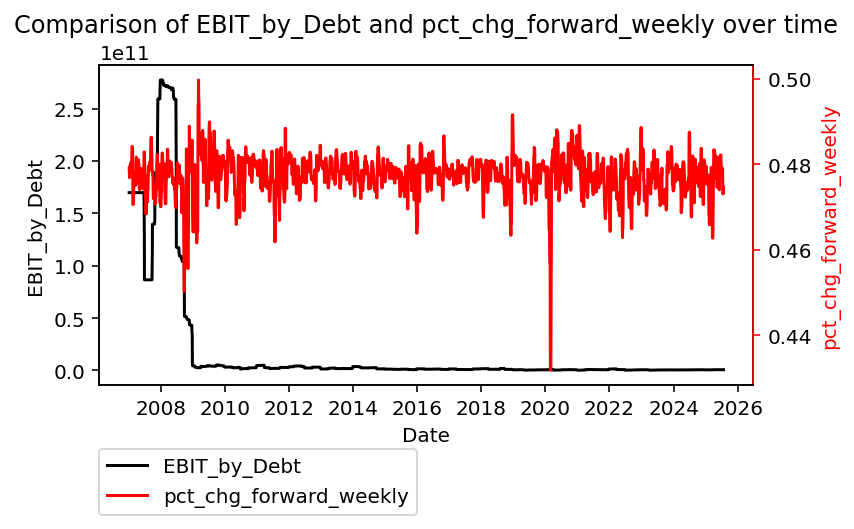 Comparison of EBIT_by_Debt and pct_chg_forward_weekly over time
1e11
2.5
2.0
1.5
1.0
0.5
0.0
EBIT_by_Debt
0.50
0.48
0.46
0.44
pct_chg_forward_weekly
2008 2010 2012 2014 2016 2018 2020 2022 2024 2026
Date
EBIT_by_Debt
pct_chg_forward_weekly